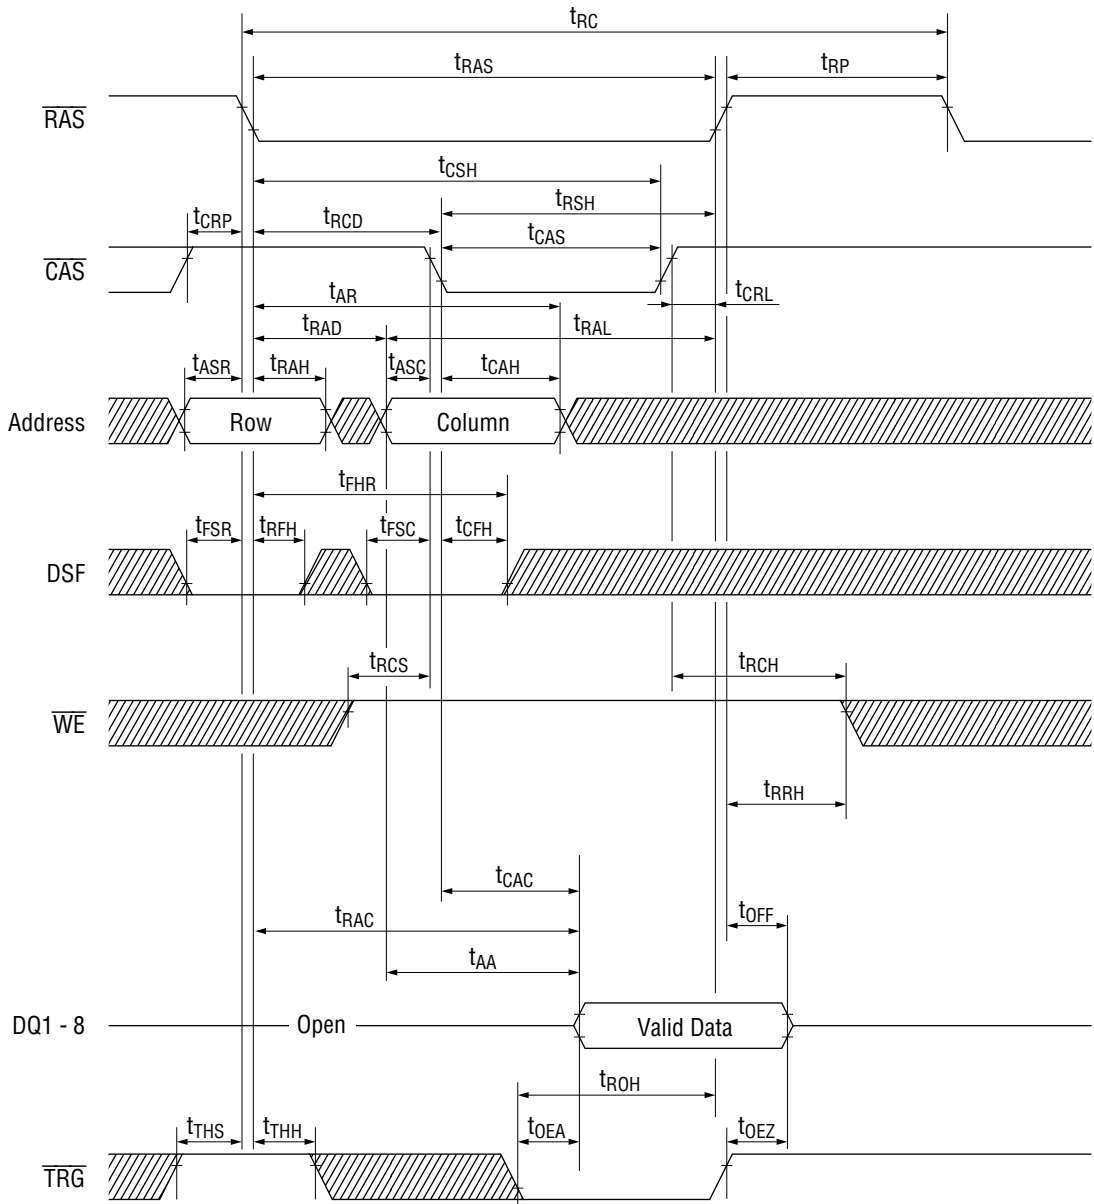 tRC
tRAS tRP
RAS
tCSH
tRSH
tCRP tRCD
tCAS
CAS
tAR tCRL
tRAD tRAL
tASR tRAH tASC tCAH
Address Row Column
tFHR
tFSR tRFH tFSC tCFH
DSF
tRCS tRCH
WE
tRRH
tCAC
tRAC tOFF
tAA
DQ1 - 8 Open Valid Data
tROH
tTHS tTHH tOEA tOEZ
TRG